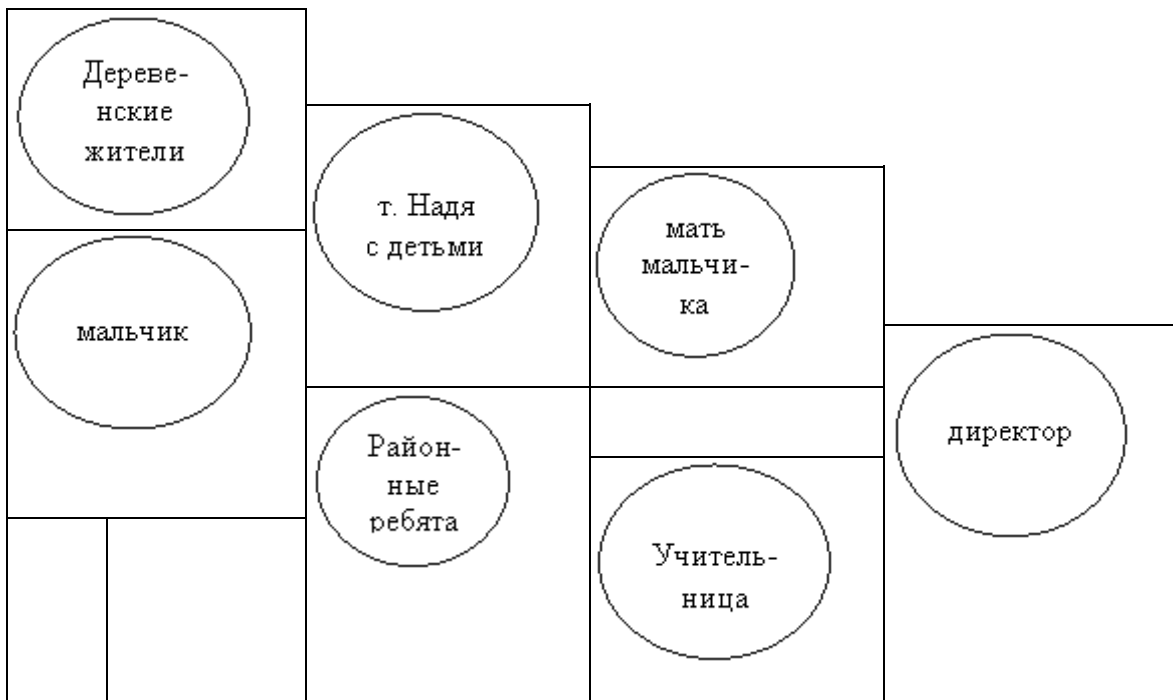 Дереве-
нские
жители
т. Надя
с детьми
мать
мальчи-
ка
мальчик
директор
Район-
ные
ребята
Учитель-
ница